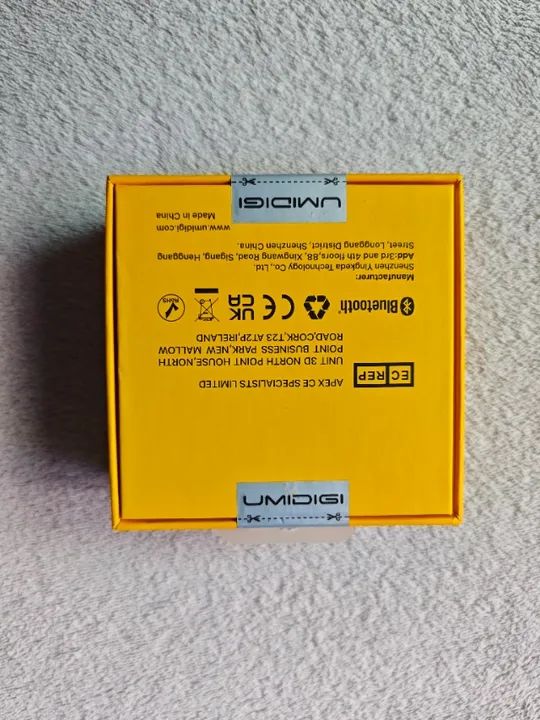 UMIDIGI
EC REP
APEX CE SPECIALISTS LIMITED
UNIT 3D NORTH POINT HOUSE,NORTH
POINT BUSINESS PARK,NEW MALLOW
ROAD,CORK,T23 AT2P,IRELAND
Bluetooth®
CE
UK
CA
RoHS
Manufacturer:
Shenzhen Yingkeda Technology Co., Ltd.
Add:3rd and 4th floors,8B, Xingwang Road, Sigang, Henggang
Street, Longgang District, Shenzhen China.
www.umidigi.com
Made in China
UMIDIGI